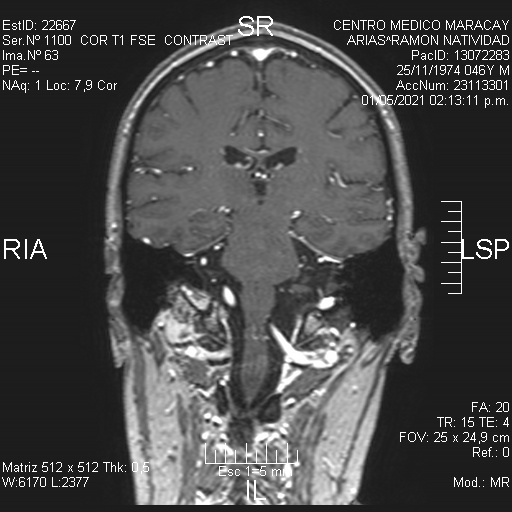 EstID: 22667
Ser.Nº 1100 COR T1 FSE CONTRAST
Ima.Nº 63
PE= --
NAq: 1 Loc: 7,9 Cor
SR
CENTRO MEDICO MARACAY
ARIAS^RAMON NATIVIDAD
PacID: 13072283
25/11/1974 046Y M
AccNum: 23113301
01/05/2021 02:13:11 p.m.
RIA
LSP
FA: 20
TR: 15 TE: 4
FOV: 25 x 24,9 cm
Ref.: 0
Matriz 512 x 512 Thk: 0,5
W:6170 L:2377
Esc 1=5 mm
IL
Mod.: MR